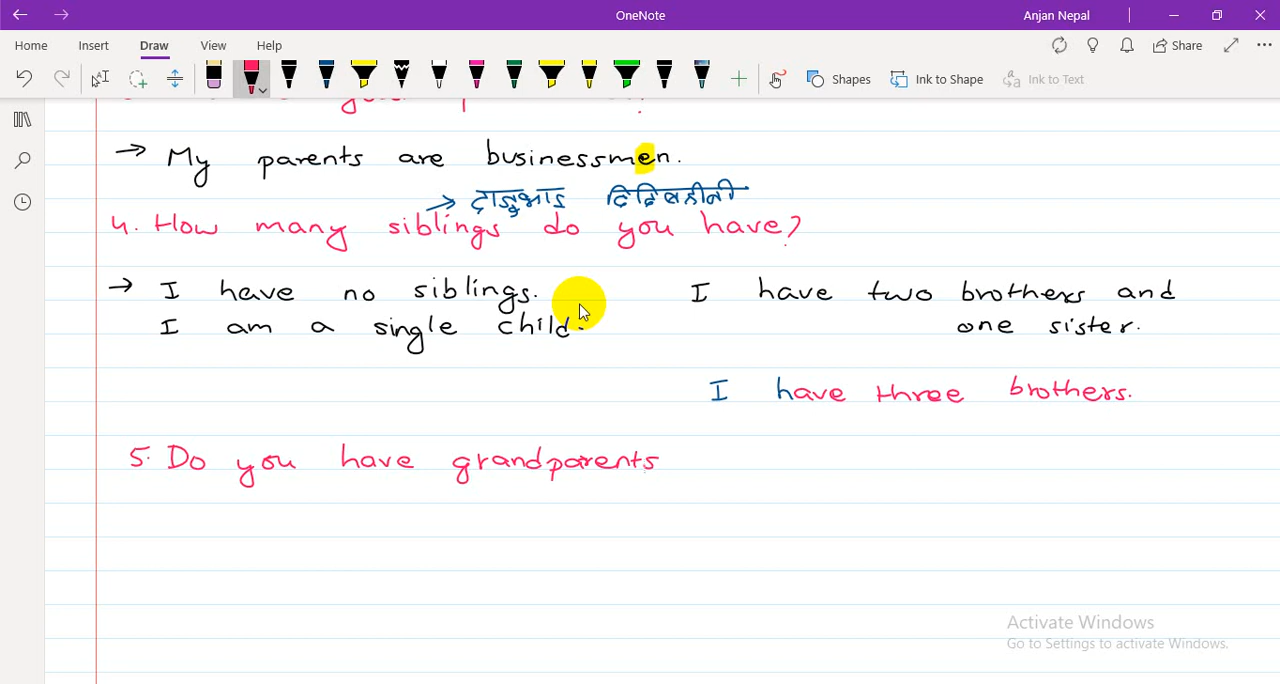 OneNote
Anjan Nepal
Home Insert Draw View Help
Share
Shapes Ink to Shape Ink to Text
→ My parents are businessmen.
→ दाजुभाइ दिदिबहीनी
4. How many siblings do you have?
→ I have no siblings. I have two brothers and
I am a single child. one sister.
I have three brothers.
5. Do you have grandparents
Activate Windows
Go to Settings to activate Windows.